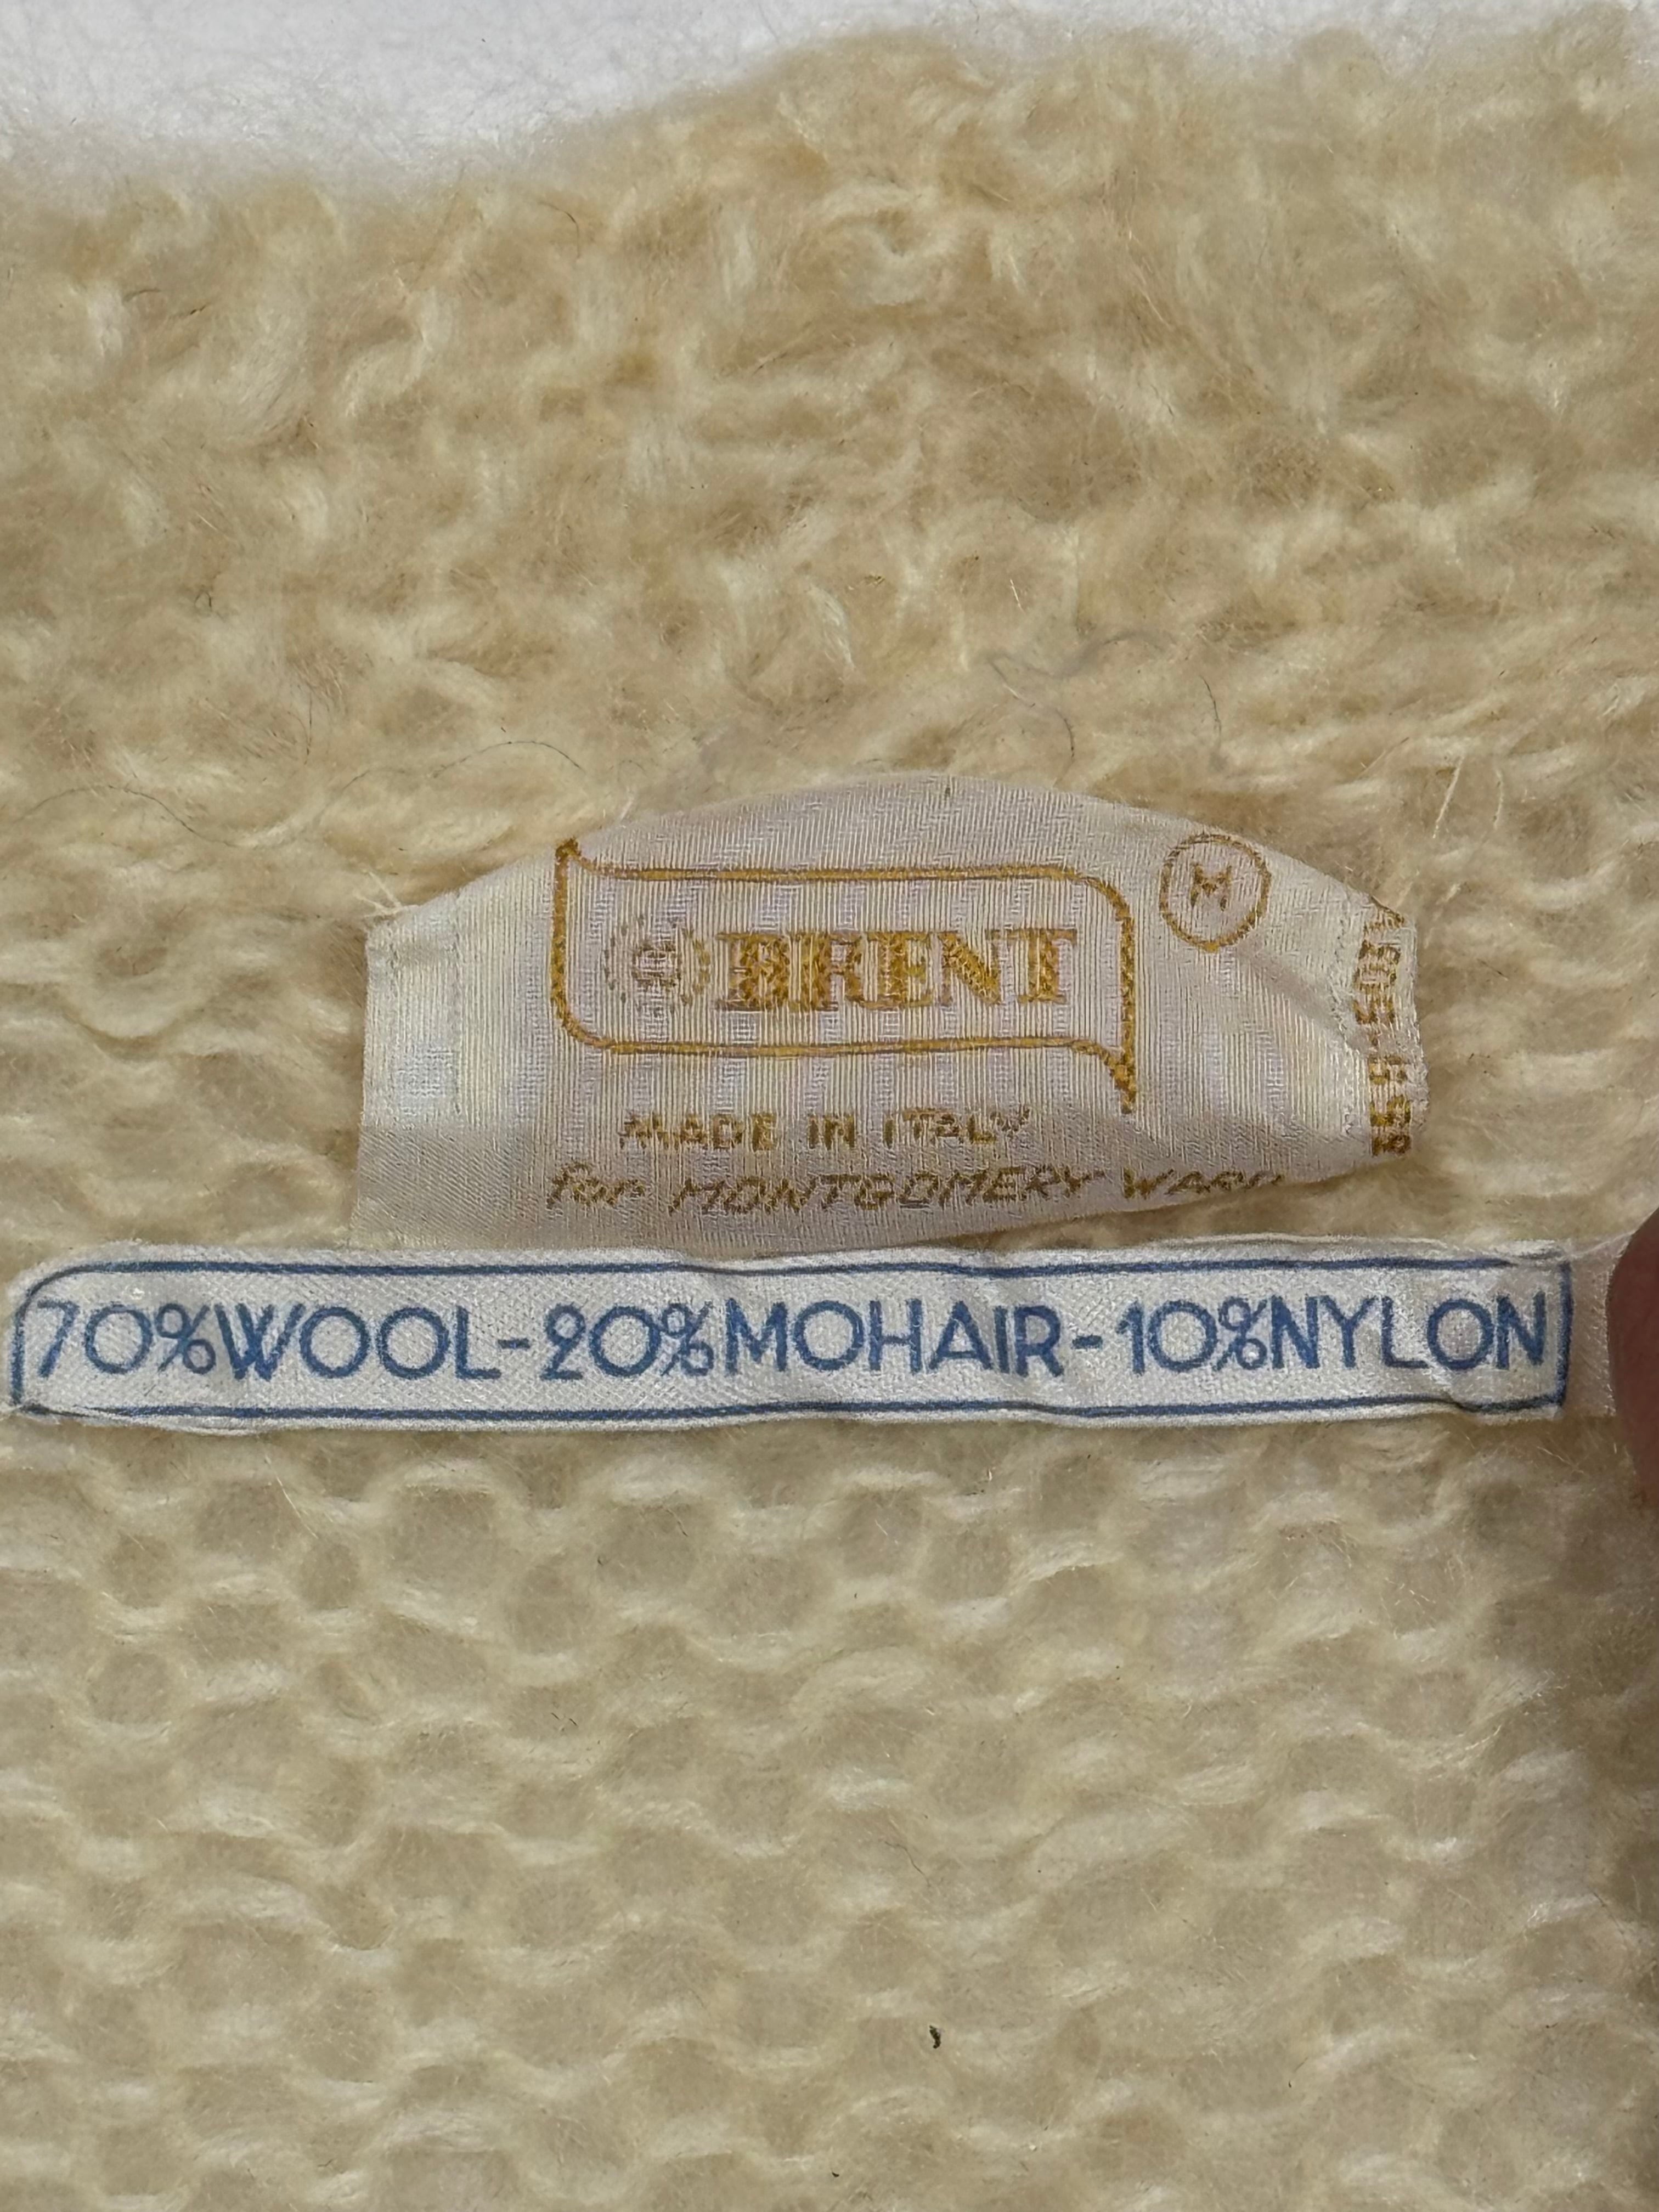 BRENT
M
MADE IN ITALY
for MONTGOMERY WARD
70%WOOL-20%MOHAIR-10%NYLON